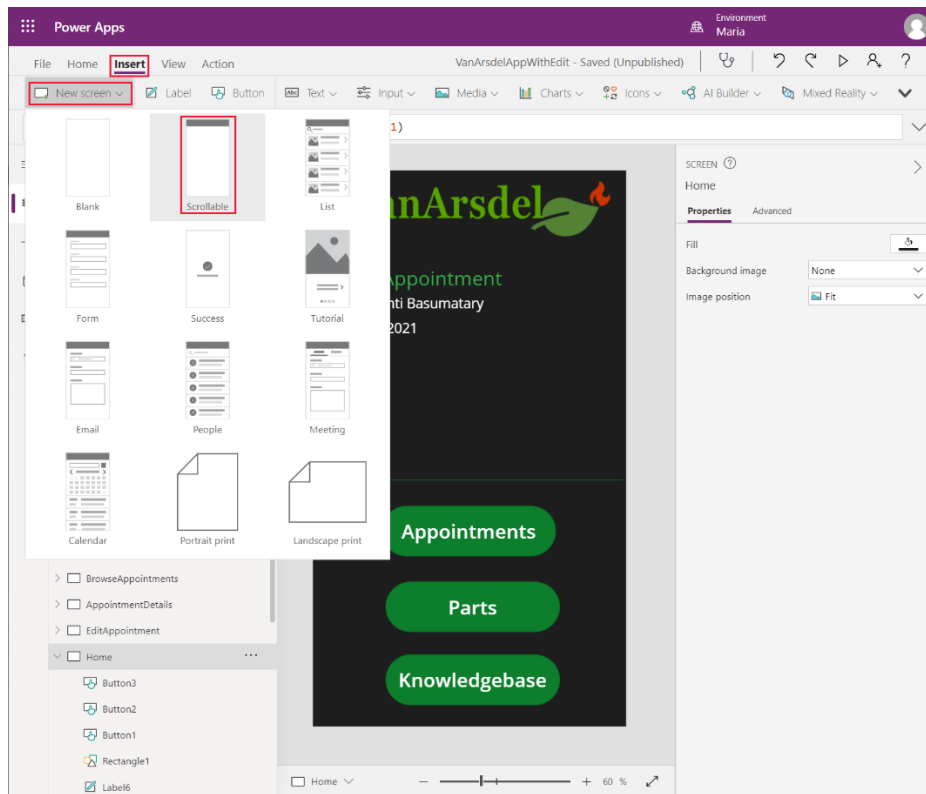 Power Apps
Environment
Maria
File Home Insert View Action
VanArsdelAppWithEdit - Saved (Unpublished)
New screen
Label
Button
Abc Text
Input
Media
Charts
Icons
AI Builder
Mixed Reality
1)
Blank
Scrollable
List
Form
Success
Tutorial
Email
People
Meeting
Calendar
Portrait print
Landscape print
BrowseAppointments
AppointmentDetails
EditAppointment
Home
Button3
Button2
Button1
Rectangle1
Label6
anArsdel
ppointment
nti Basumatary
2021
Appointments
Parts
Knowledgebase
Home
60 %
SCREEN
Home
Properties Advanced
Fill
Background image None
Image position Fit